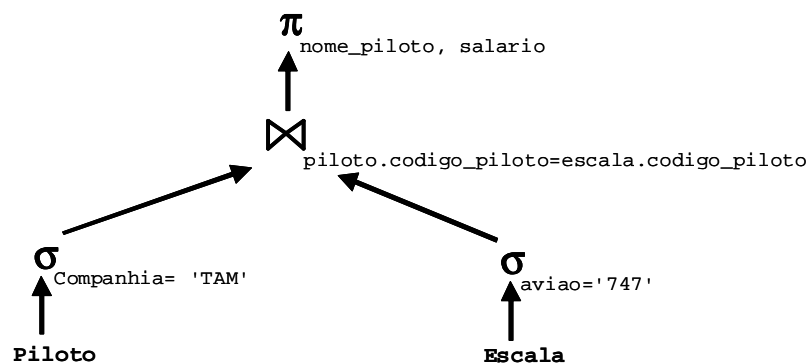 π
nome_piloto, salario
⋈
piloto.codigo_piloto=escala.codigo_piloto
σ
Companhia= 'TAM'
σ
aviao='747'
Piloto
Escala